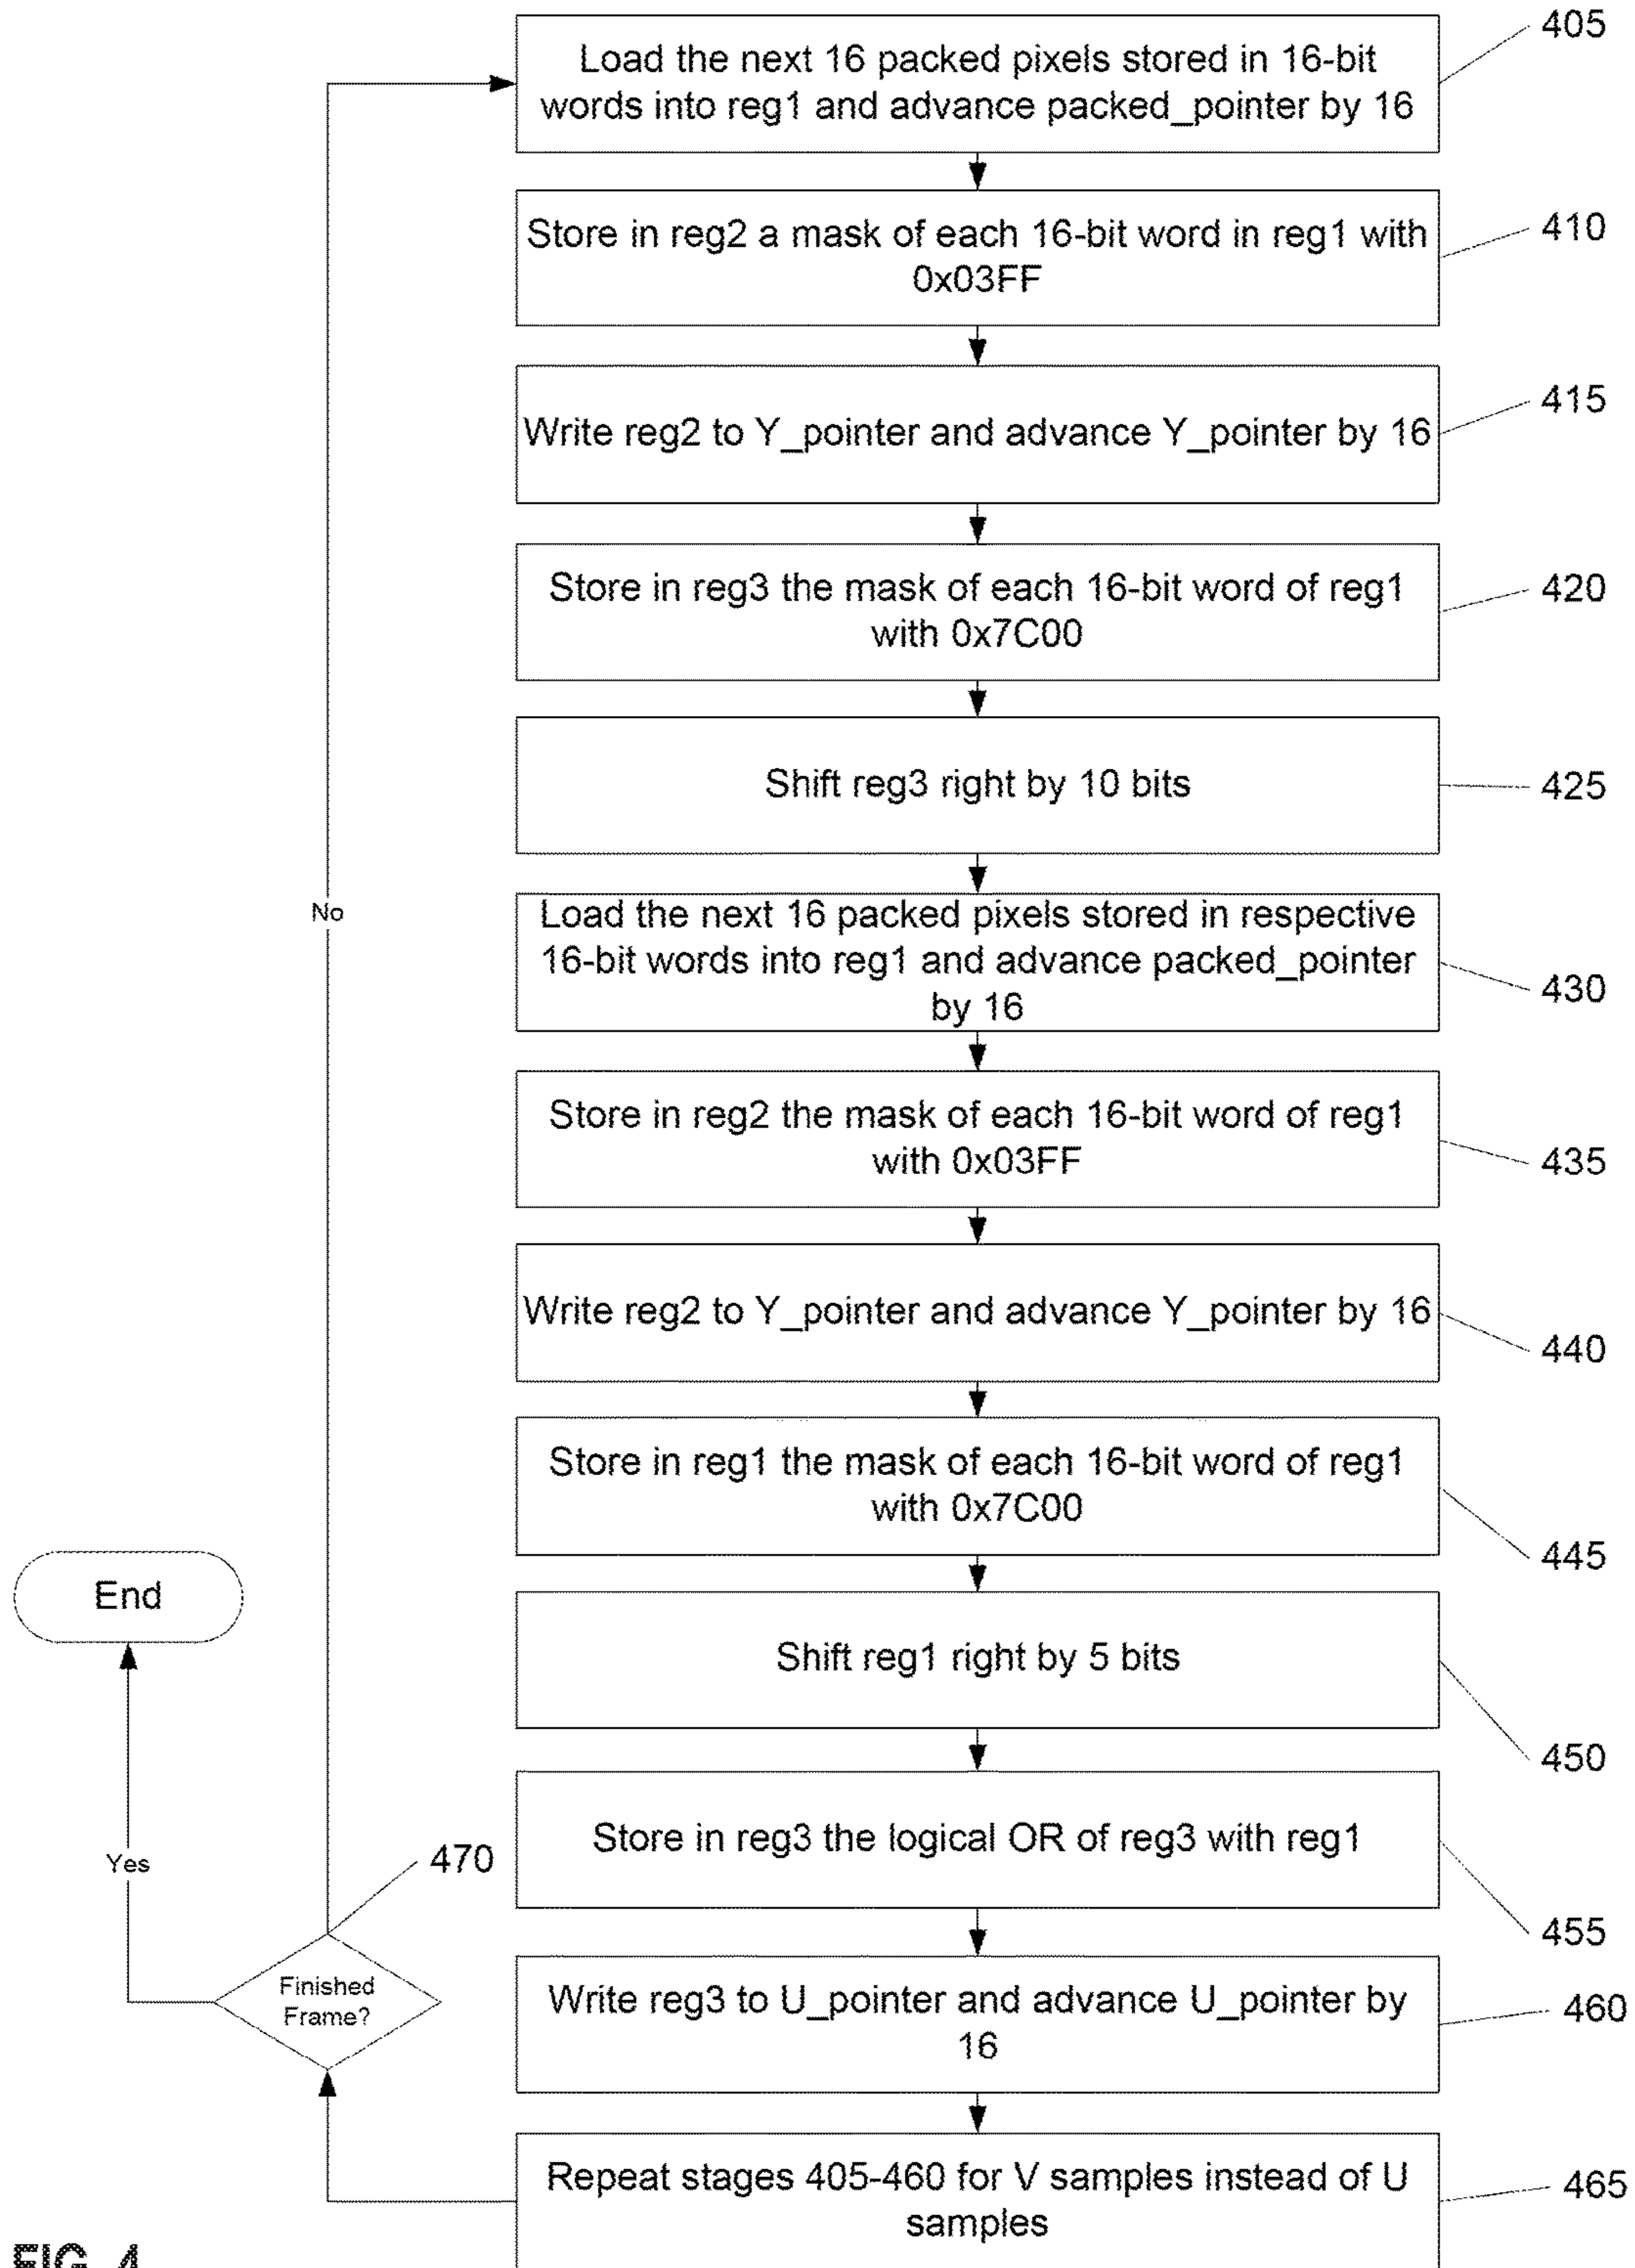 Load the next 16 packed pixels stored in 16-bit
words into reg1 and advance packed_pointer by 16
405
Store in reg2 a mask of each 16-bit word in reg1 with
0x03FF
410
Write reg2 to Y_pointer and advance Y_pointer by 16
415
Store in reg3 the mask of each 16-bit word of reg1
with 0x7C00
420
Shift reg3 right by 10 bits
425
No
Load the next 16 packed pixels stored in respective
16-bit words into reg1 and advance packed_pointer
by 16
430
Store in reg2 the mask of each 16-bit word of reg1
with 0x03FF
435
Write reg2 to Y_pointer and advance Y_pointer by 16
440
Store in reg1 the mask of each 16-bit word of reg1
with 0x7C00
445
End
Shift reg1 right by 5 bits
450
Store in reg3 the logical OR of reg3 with reg1
455
Yes
470
Finished
Frame?
Write reg3 to U_pointer and advance U_pointer by
16
460
Repeat stages 405-460 for V samples instead of U
samples
465
FIG. 4